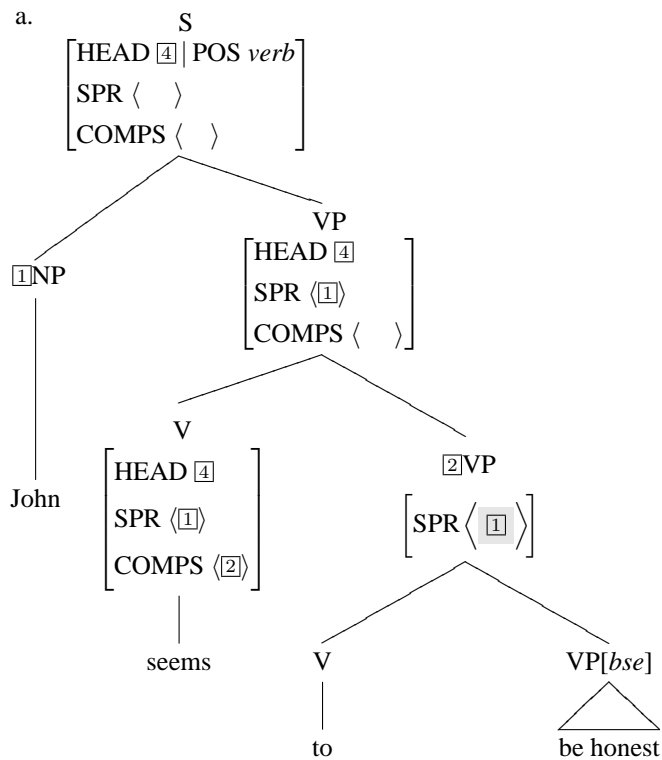 a.
S
[HEAD 4 | POS verb
SPR ⟨ ⟩
COMPS ⟨ ⟩]
VP
[HEAD 4
SPR ⟨1⟩
COMPS ⟨ ⟩]
1NP
V
[HEAD 4
SPR ⟨1⟩
COMPS ⟨2⟩]
2VP
[SPR ⟨1⟩]
John
seems
V
VP[bse]
to
be honest